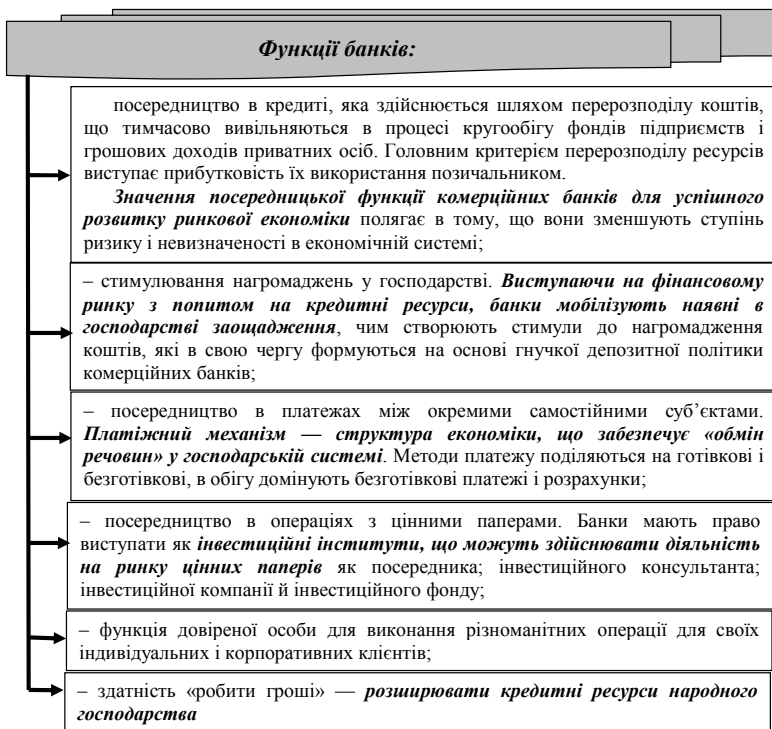 Функції банків:
посередництво в кредиті, яка здійснюється шляхом перерозподілу коштів,
що тимчасово вивільняються в процесі кругообігу фондів підприємств і
грошових доходів приватних осіб. Головним критерієм перерозподілу ресурсів
виступає прибутковість їх використання позичальником.
Значення посередницької функції комерційних банків для успішного
розвитку ринкової економіки полягає в тому, що вони зменшують ступінь
ризику і невизначеності в економічній системі;
– стимулювання нагромаджень у господарстві. Виступаючи на фінансовому
ринку з попитом на кредитні ресурси, банки мобілізують наявні в
господарстві заощадження, чим створюють стимули до нагромадження
коштів, які в свою чергу формуються на основі гнучкої депозитної політики
комерційних банків;
– посередництво в платежах між окремими самостійними суб’єктами.
Платіжний механізм — структура економіки, що забезпечує «обмін
речовин» у господарській системі. Методи платежу поділяються на готівкові і
безготівкові, в обігу домінують безготівкові платежі і розрахунки;
– посередництво в операціях з цінними паперами. Банки мають право
виступати як інвестиційні інститути, що можуть здійснювати діяльність
на ринку цінних паперів як посередника; інвестиційного консультанта;
інвестиційної компанії й інвестиційного фонду;
– функція довіреної особи для виконання різноманітних операції для своїх
індивідуальних і корпоративних клієнтів;
– здатність «робити гроші» — розширювати кредитні ресурси народного
господарства